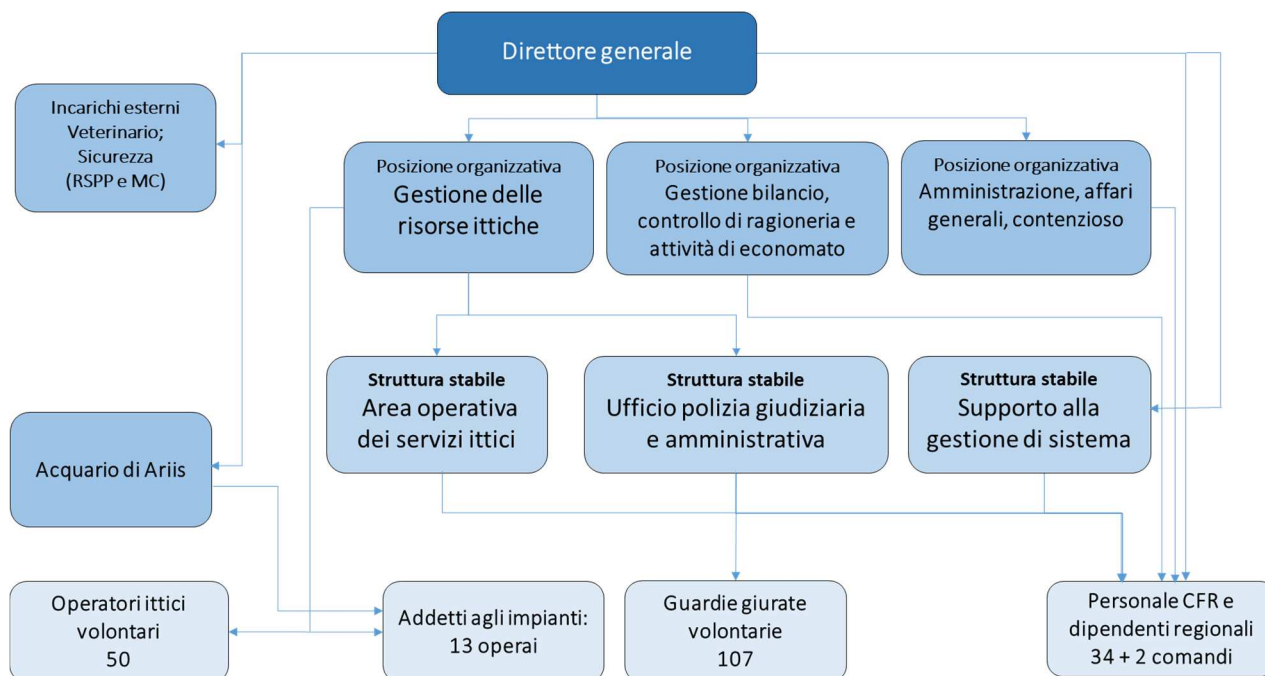 Direttore generale
Incarichi esterni
Veterinario;
Sicurezza
(RSPP e MC)
Posizione organizzativa
Gestione delle
risorse ittiche
Posizione organizzativa
Gestione bilancio,
controllo di ragioneria e
attività di economato
Posizione organizzativa
Amministrazione, affari
generali, contenzioso
Struttura stabile
Area operativa
dei servizi ittici
Struttura stabile
Ufficio polizia giudiziaria
e amministrativa
Struttura stabile
Supporto alla
gestione di sistema
Acquario di Ariis
Operatori ittici
volontari
50
Addetti agli impianti:
13 operai
Guardie giurate
volontarie
107
Personale CFR e
dipendenti regionali
34 + 2 comandi